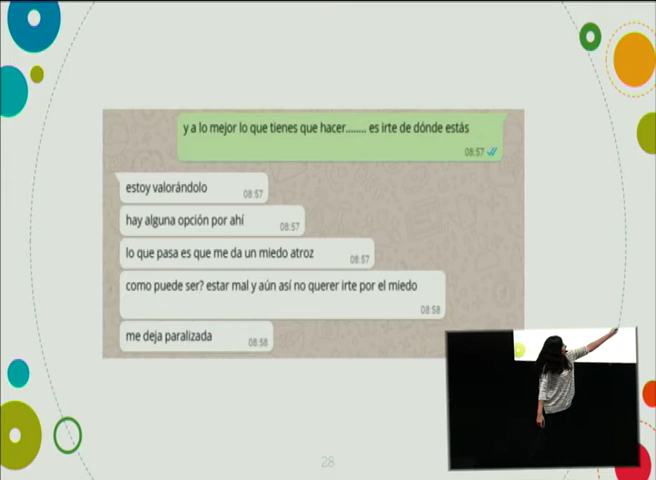 y a lo mejor lo que tienes que hacer........ es irte de dónde estás
08:57
estoy valorándolo
08:57
hay alguna opción por ahí
08:57
lo que pasa es que me da un miedo atroz
08:57
como puede ser? estar mal y aún así no querer irte por el miedo
08:58
me deja paralizada
08:58
28